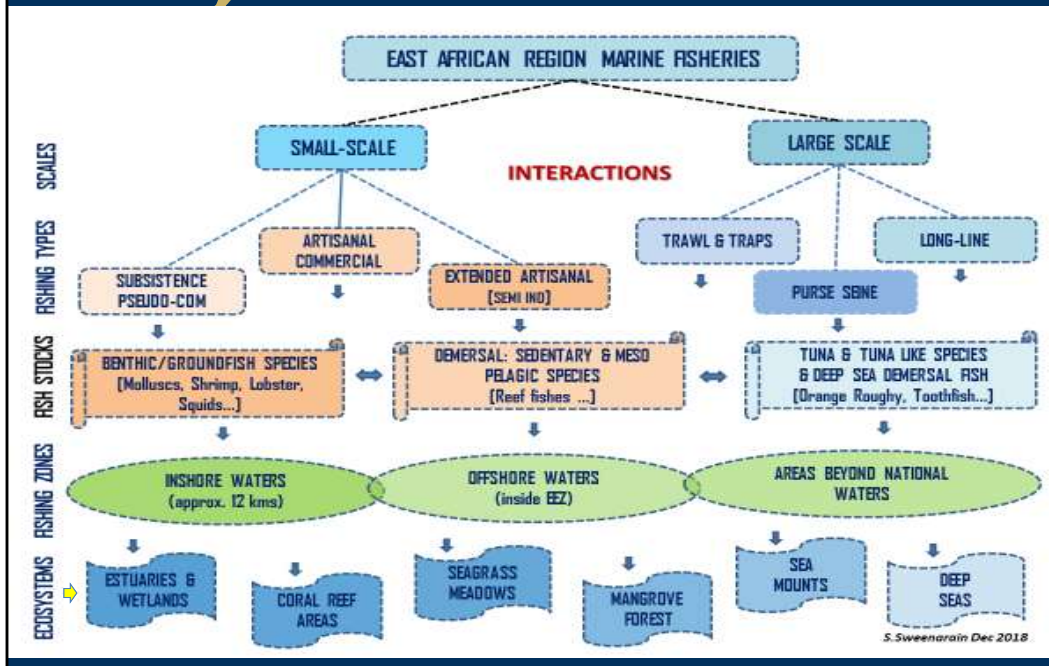 EAST AFRICAN REGION MARINE FISHERIES
SMALL-SCALE
LARGE SCALE
INTERACTIONS
SCALES
ARTISANAL
COMMERCIAL
TRAWL & TRAPS
LONG-LINE
SUBSISTENCE
PSEUDO-COM
EXTENDED ARTISANAL
[SEMI IND]
PURSE SEINE
FISHING TYPES
BENTHIC/GROUNDFISH SPECIES
[Molluscs, Shrimp, Lobster,
Squids...]
DEMERSAL: SEDENTARY & MESO
PELAGIC SPECIES
[Reef fishes ...]
TUNA & TUNA LIKE SPECIES
& DEEP SEA DEMERSAL FISH
[Orange Roughy, Toothfish...]
FISH STOCKS
INSHORE WATERS
(approx. 12 kms)
OFFSHORE WATERS
(inside EEZ)
AREAS BEYOND NATIONAL
WATERS
FISHING ZONES
ESTUARIES &
WETLANDS
CORAL REEF
AREAS
SEAGRASS
MEADOWS
MANGROVE
FOREST
SEA
MOUNTS
DEEP
SEAS
ECOSYSTEMS
S.Sweenarain Dec 2018